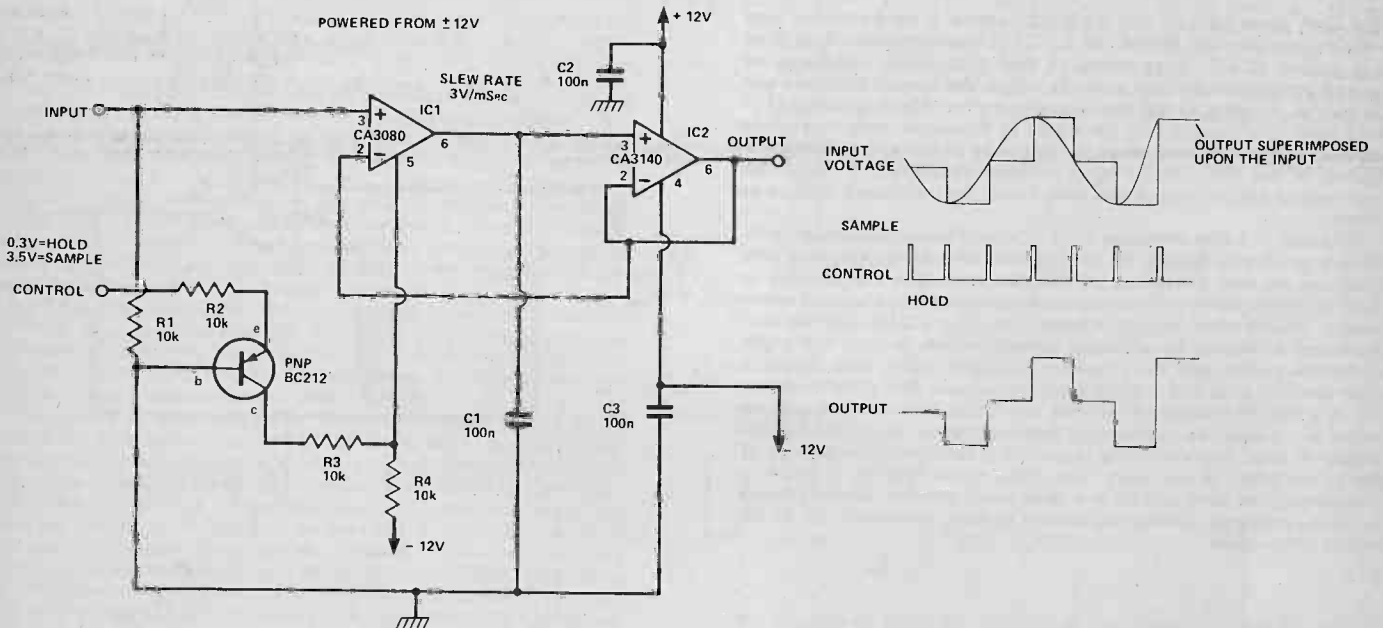 POWERED FROM ±12V
+ 12V
C2
100n
SLEW RATE
3V/mSec
INPUT
3
+
IC1
CA3080
2
−
5
6
3
+
IC2
CA3140
2
−
4
6
OUTPUT
INPUT
VOLTAGE
OUTPUT SUPERIMPOSED
UPON THE INPUT
SAMPLE
CONTROL
HOLD
0.3V=HOLD
3.5V=SAMPLE
CONTROL
R1
10k
R2
10k
e
b
c
PNP
BC212
R3
10k
R4
10k
− 12V
C1
100n
C3
100n
− 12V
OUTPUT